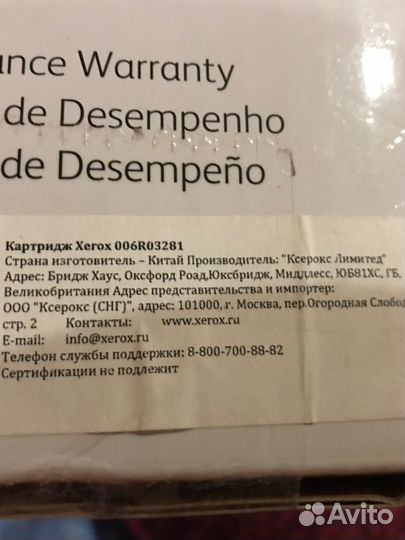 ance Warranty
de Desempenho
de Desempeño
Картридж Xerox 006R03281
Страна изготовитель – Китай Производитель: "Ксерокс Лимитед"
Адрес: Бридж Хаус, Оксфорд Роад,Юксбридж, Миддлесс, ЮБ81ХС, ГБ,
Великобритания Адрес представительства и импортер:
ООО "Ксерокс (СНГ)", адрес: 101000, г. Москва, пер.Огородная Слобод
стр. 2 Контакты: www.xerox.ru
E-mail: info@xerox.ru
Телефон службы поддержки: 8-800-700-88-82
Сертификации не подлежит
Avito